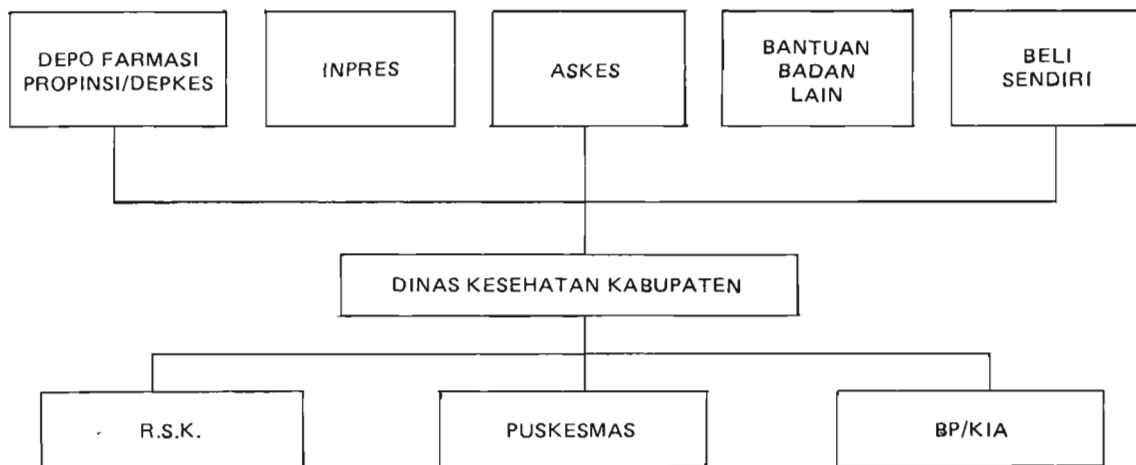 DEPO FARMASI
PROPINSI/DEPKES
INPRES
ASKES
BANTUAN
BADAN
LAIN
BELI
SENDIRI
DINAS KESEHATAN KABUPATEN
R.S.K.
PUSKESMAS
BP/KIA